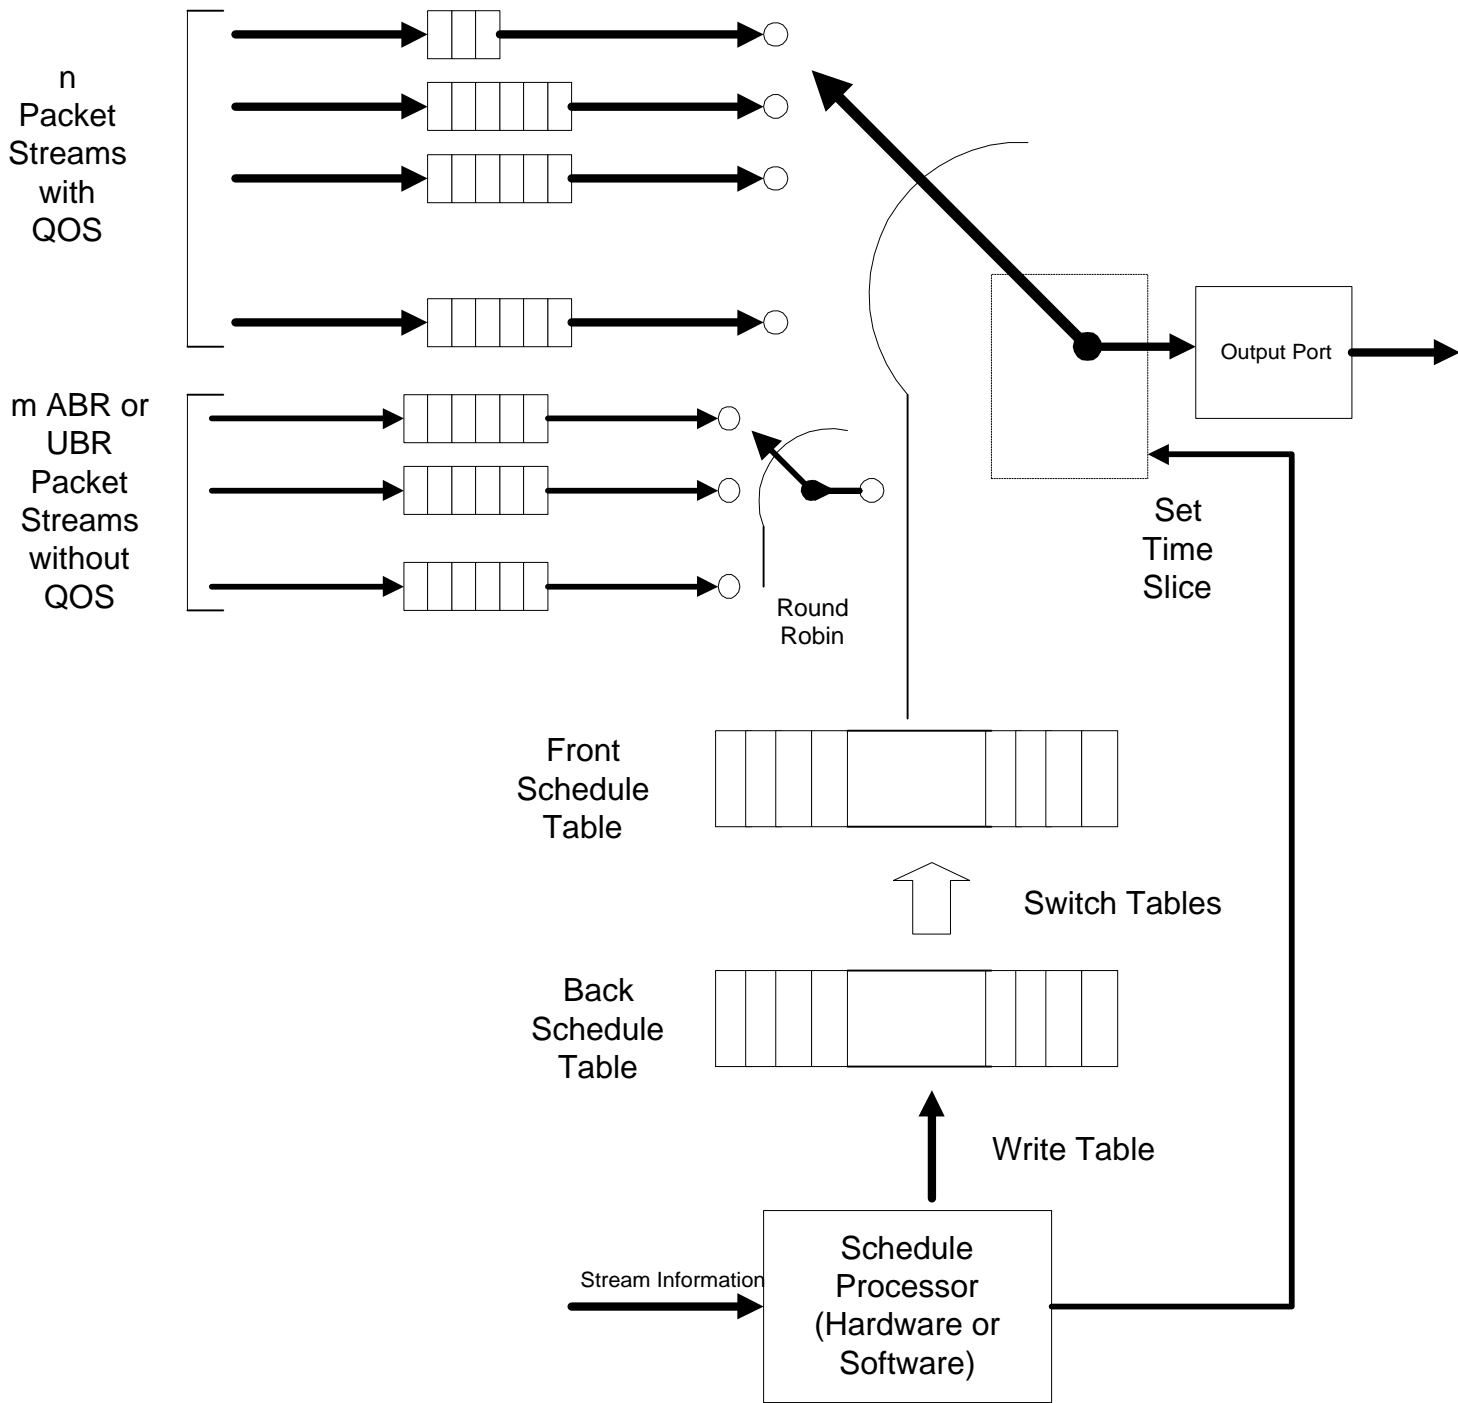 n
Packet
Streams
with
QOS
Output Port
m ABR or
UBR
Packet
Streams
without
QOS
Set
Time
Slice
Round
Robin
Front
Schedule
Table
Switch Tables
Back
Schedule
Table
Write Table
Stream Information
Schedule
Processor
(Hardware or
Software)